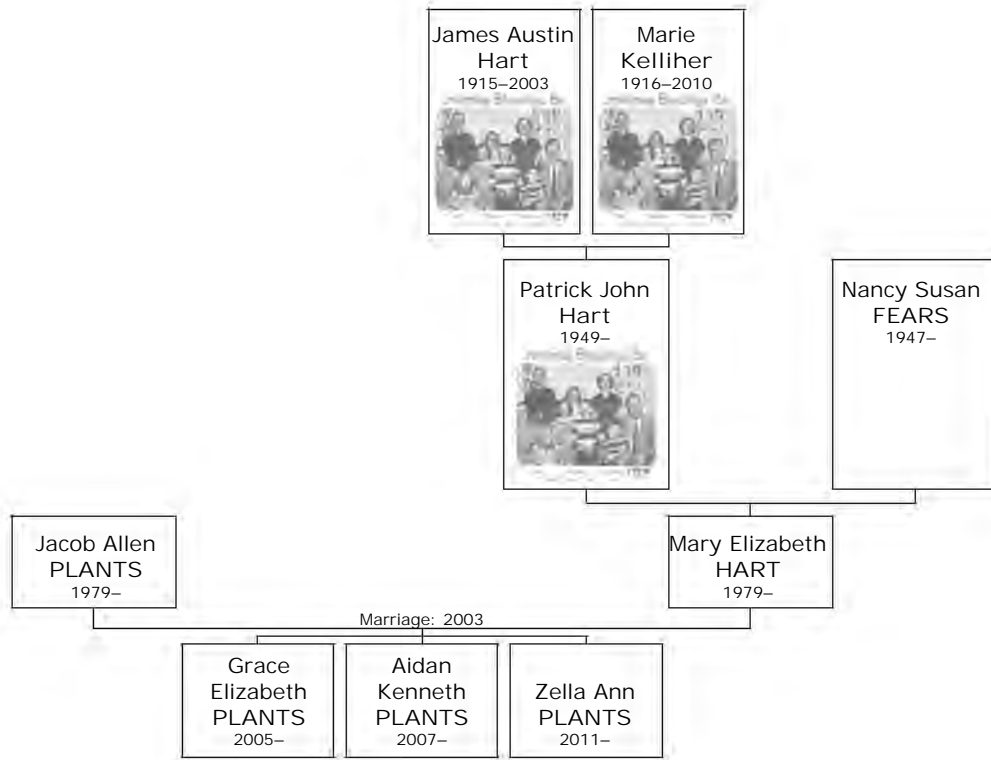 James Austin
Hart
1915–2003
Marie
Kelliher
1916–2010
Patrick John
Hart
1949–
Nancy Susan
FEARS
1947–
Jacob Allen
PLANTS
1979–
Mary Elizabeth
HART
1979–
Marriage: 2003
Grace
Elizabeth
PLANTS
2005–
Aidan
Kenneth
PLANTS
2007–
Zella Ann
PLANTS
2011–